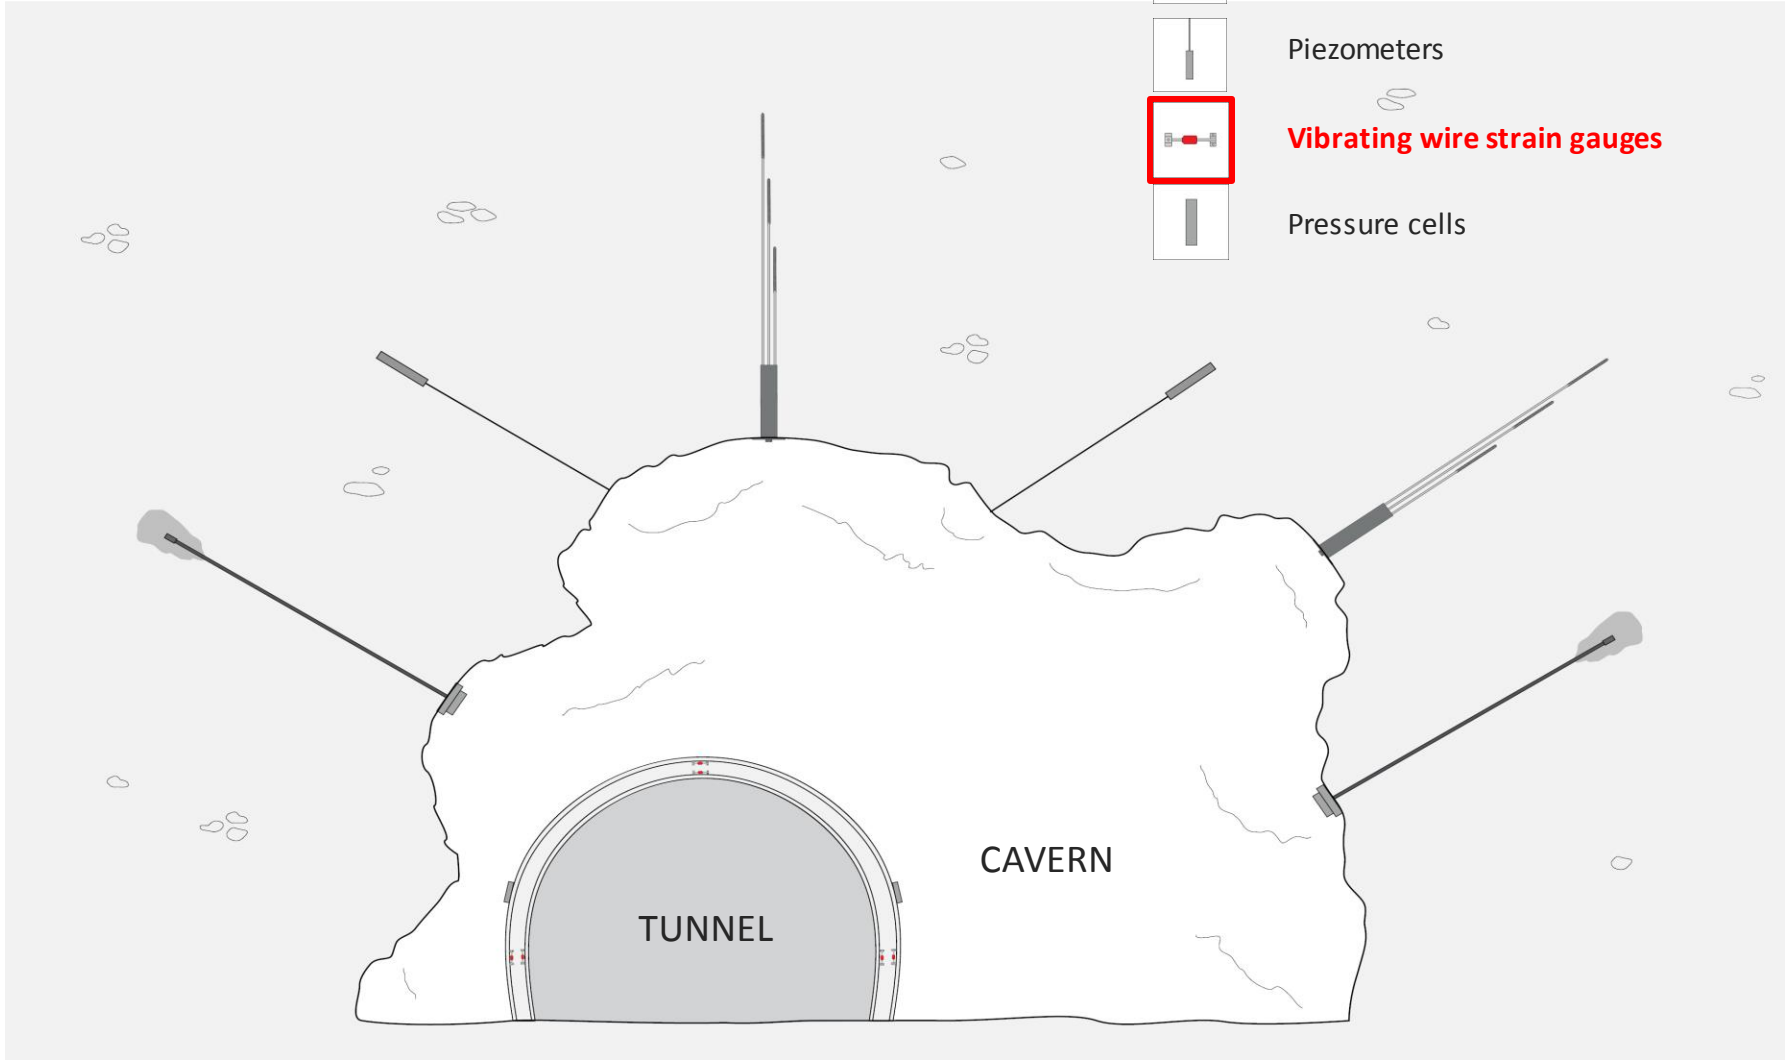 Piezometers
Vibrating wire strain gauges
Pressure cells
CAVERN
TUNNEL